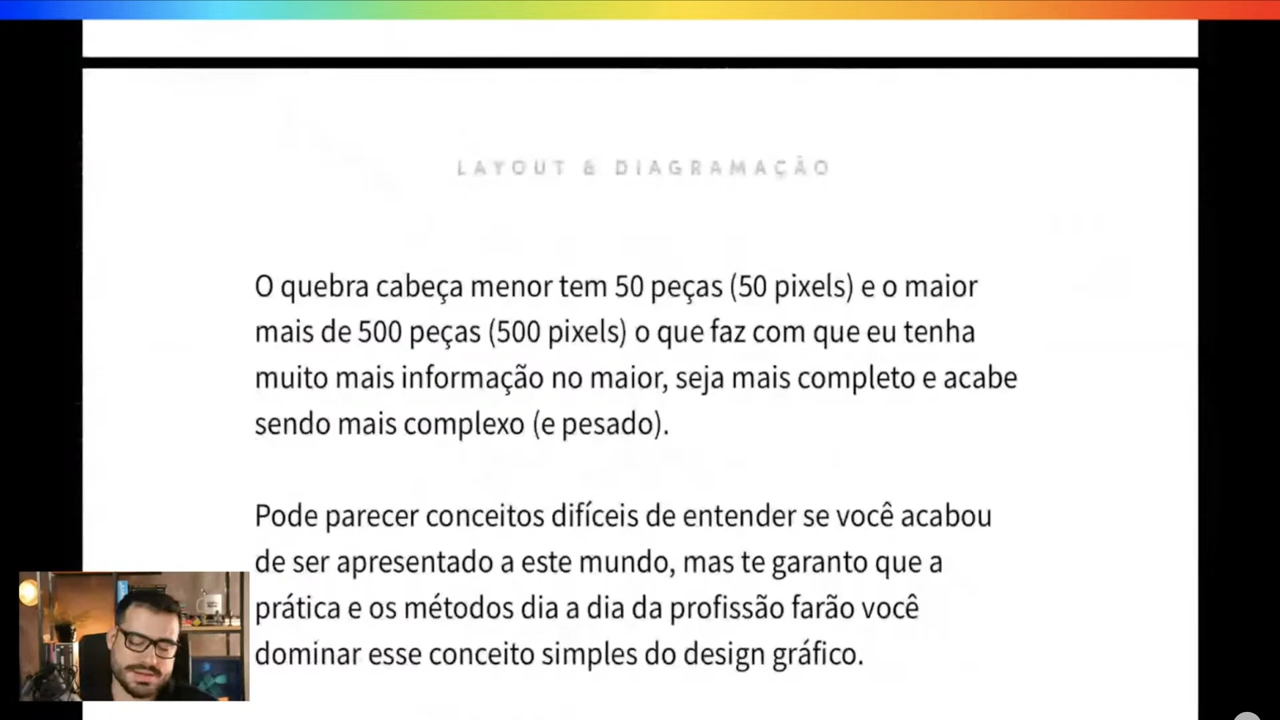 LAYOUT & DIAGRAMAÇÃO
O quebra cabeça menor tem 50 peças (50 pixels) e o maior
mais de 500 peças (500 pixels) o que faz com que eu tenha
muito mais informação no maior, seja mais completo e acabe
sendo mais complexo (e pesado).
Pode parecer conceitos difíceis de entender se você acabou
de ser apresentado a este mundo, mas te garanto que a
prática e os métodos dia a dia da profissão farão você
dominar esse conceito simples do design gráfico.